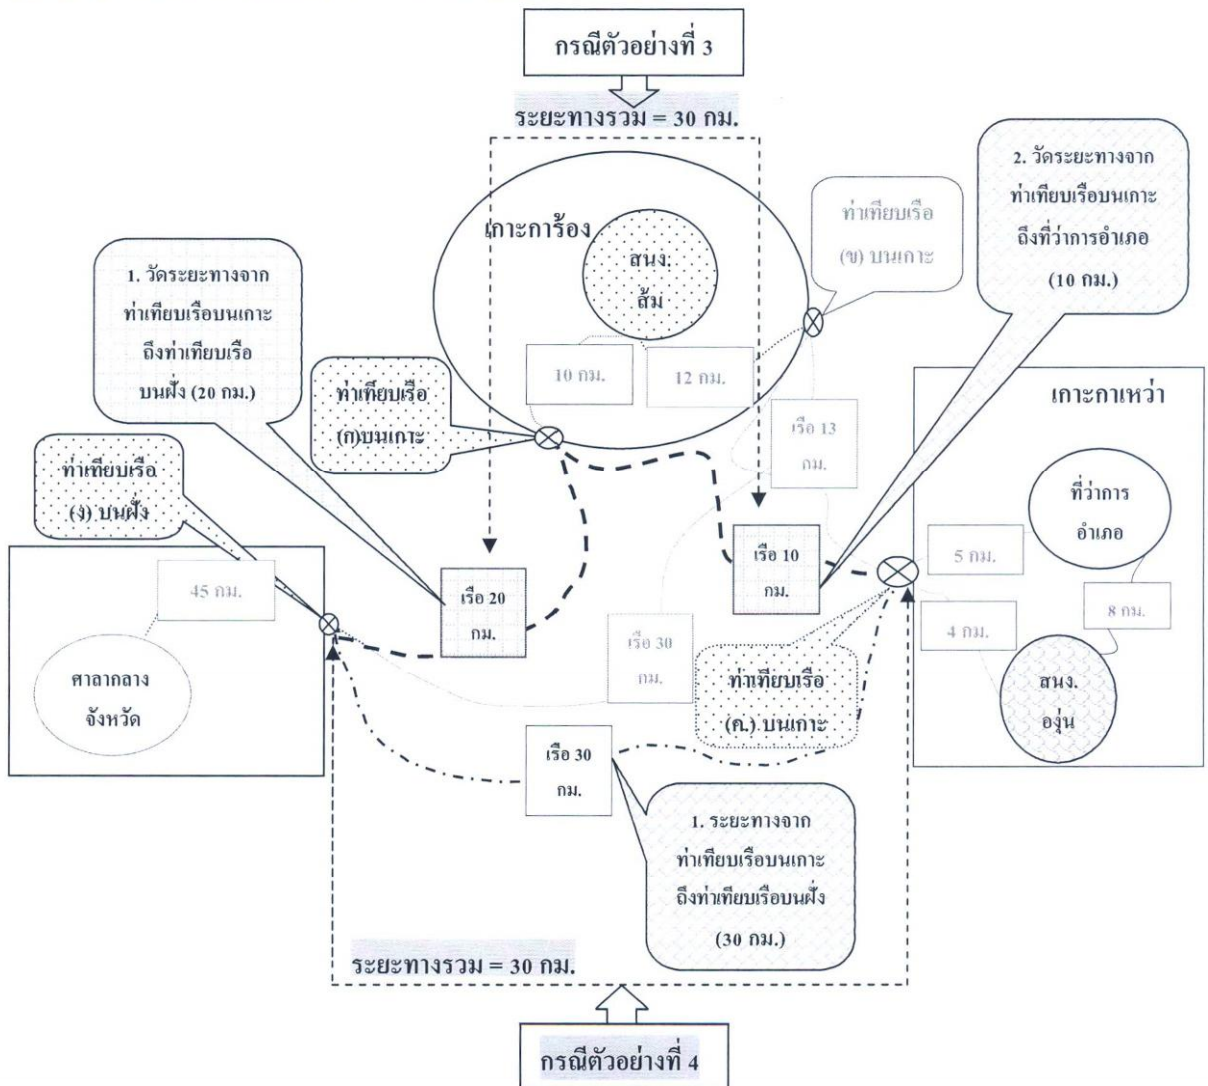 กรณีตัวอย่างที่ 3
ระยะทางรวม = 30 กม.
2. วัดระยะทางจาก
ท่าเทียบเรือบนเกาะ
ถึงที่ว่าการอำเภอ
(10 กม.)
ท่าเทียบเรือ
(ข) บนเกาะ
เกาะการ้อง
สนง.
ส้ม
1. วัดระยะทางจาก
ท่าเทียบเรือบนเกาะ
ถึงท่าเทียบเรือ
บนฝั่ง (20 กม.)
10 กม.
12 กม.
ท่าเทียบเรือ
(ก)บนเกาะ
เรือ 13
กม.
เกาะกาเหว่า
ท่าเทียบเรือ
(ง) บนฝั่ง
ที่ว่าการ
อำเภอ
เรือ 10
กม.
5 กม.
45 กม.
เรือ 20
กม.
8 กม.
4 กม.
เรือ 30
กม.
ศาลากลาง
จังหวัด
ท่าเทียบเรือ
(ค.) บนเกาะ
สนง.
องุ่น
เรือ 30
กม.
1. ระยะทางจาก
ท่าเทียบเรือบนเกาะ
ถึงท่าเทียบเรือบนฝั่ง
(30 กม.)
ระยะทางรวม = 30 กม.
กรณีตัวอย่างที่ 4